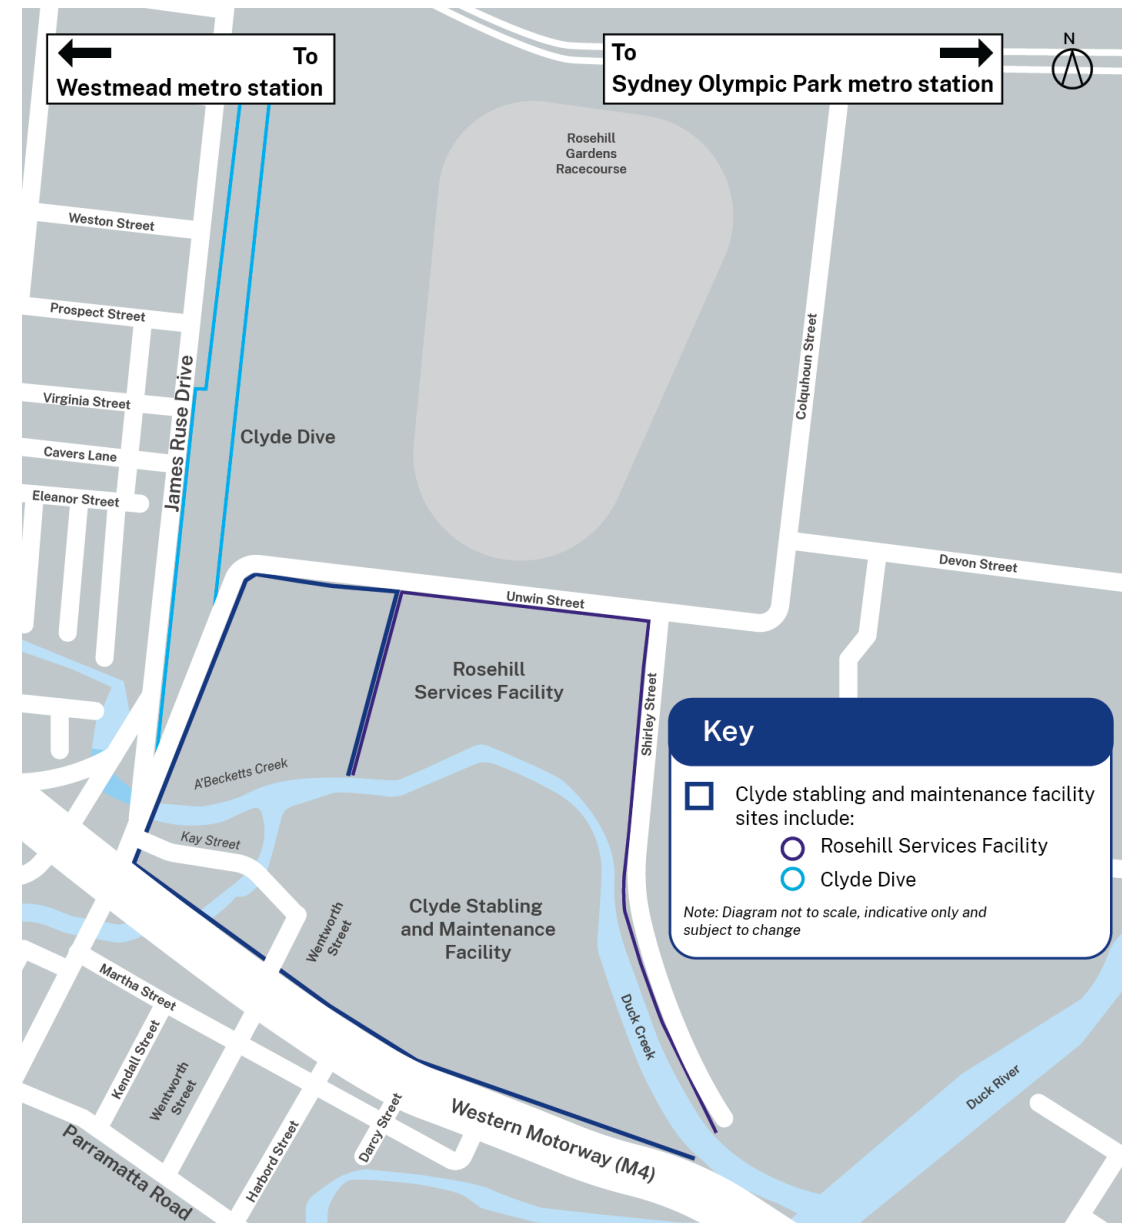 To
Westmead metro station
To
Sydney Olympic Park metro station
N
Rosehill
Gardens
Racecourse
Weston Street
Prospect Street
James Ruse Drive
Virginia Street
Colquhoun Street
Clyde Dive
Cavers Lane
Eleanor Street
Devon Street
Unwin Street
Rosehill
Services Facility
Shirley Street
A'Becketts Creek
Kay Street
Wentworth
Street
Clyde Stabling
and Maintenance
Facility
Duck Creek
Duck River
Martha Street
Kendall Street
Wentworth
Street
Harbord Street
Darcy Street
Parramatta Road
Western Motorway (M4)
Key
Clyde stabling and maintenance facility
sites include:
Rosehill Services Facility
Clyde Dive
Note: Diagram not to scale, indicative only and
subject to change